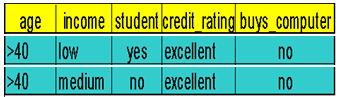 age income student credit_rating buys_computer
>40 low yes excellent no
>40 medium no excellent no